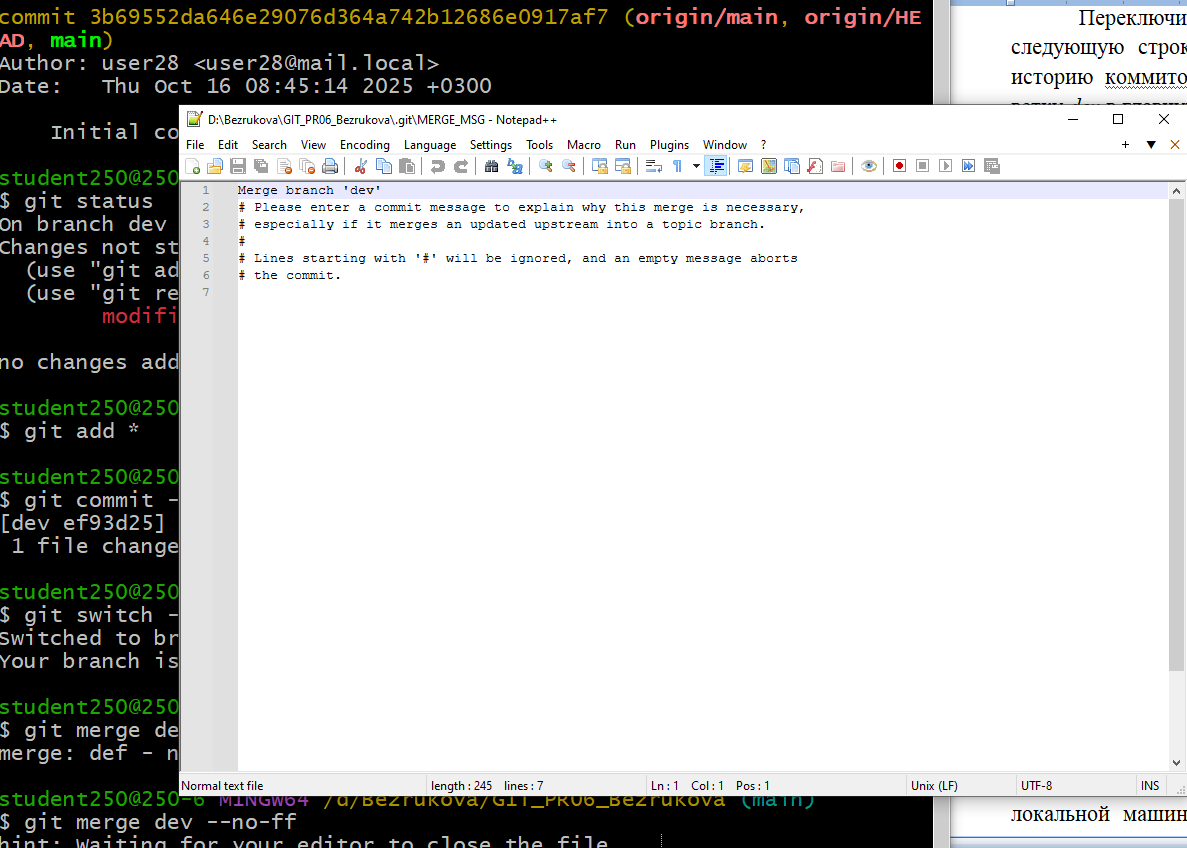 commit 3b69552da646e29076d364a742b12686e0917af7 (origin/main, origin/HE
AD, main)
Author: user28 <user28@mail.local>
Date:   Thu Oct 16 08:45:14 2025 +0300
Initial co
student250@250
$ git status
On branch dev
Changes not st
(use "git ad
(use "git re
modifi
no changes add
student250@250
$ git add *
student250@250
$ git commit -
[dev ef93d25]
1 file change
student250@250
$ git switch -
Switched to br
Your branch is
student250@250
$ git merge de
merge: def - n
student250@250-6 MINGW64 /d/Bezrukova/GIT_PR06_Bezrukova (main)
$ git merge dev --no-ff
hint: Waiting for your editor to close the file
D:\Bezrukova\GIT_PR06_Bezrukova\.git\MERGE_MSG - Notepad++
File Edit Search View Encoding Language Settings Tools Macro Run Plugins Window ?
1 Merge branch 'dev'
2 # Please enter a commit message to explain why this merge is necessary,
3 # especially if it merges an updated upstream into a topic branch.
4 #
5 # Lines starting with '#' will be ignored, and an empty message aborts
6 # the commit.
7
Normal text file length : 245 lines : 7 Ln : 1 Col : 1 Pos : 1 Unix (LF) UTF-8 INS
Переключи
следующую строк
историю коммито
локальной машин